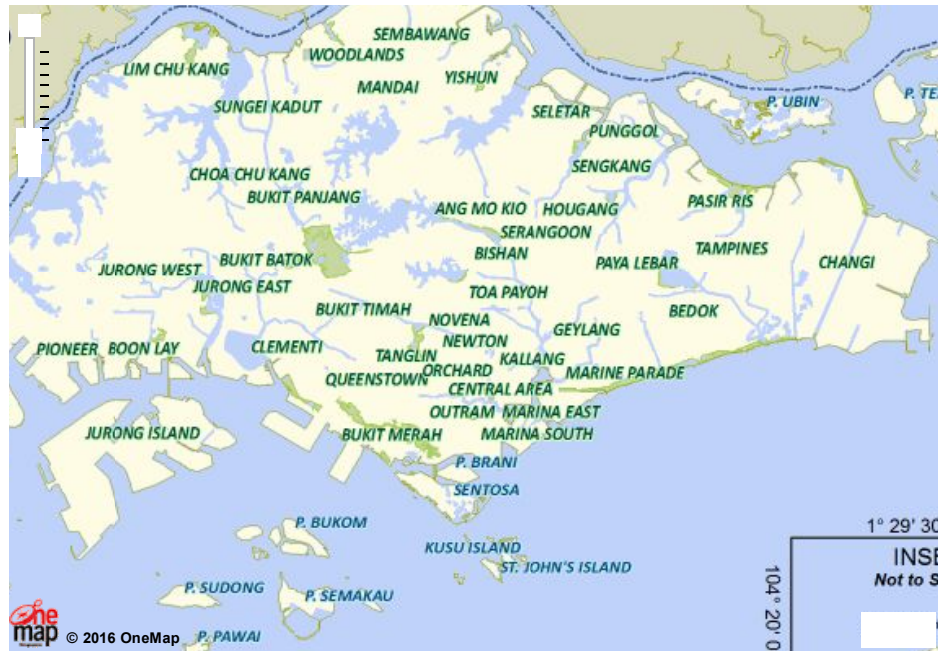 SEMBAWANG
WOODLANDS
LIM CHU KANG
YISHUN
MANDAI
SUNGEI KADUT
SELETAR
P. UBIN
P. TE
PUNGGOL
SENGKANG
CHOA CHU KANG
BUKIT PANJANG
ANG MO KIO
HOUGANG
PASIR RIS
SERANGOON
BISHAN
TAMPINES
BUKIT BATOK
PAYA LEBAR
CHANGI
JURONG WEST
JURONG EAST
TOA PAYOH
BUKIT TIMAH
BEDOK
NOVENA
GEYLANG
NEWTON
PIONEER
BOON LAY
CLEMENTI
TANGLIN
KALLANG
ORCHARD
MARINE PARADE
QUEENSTOWN
CENTRAL AREA
OUTRAM
MARINA EAST
JURONG ISLAND
BUKIT MERAH
MARINA SOUTH
P. BRANI
SENTOSA
P. BUKOM
1° 29' 30
KUSU ISLAND
INSE
ST. JOHN'S ISLAND
Not to S
104° 20' 0
P. SUDONG
P. SEMAKAU
One
map
© 2016 OneMap
P. PAWAI